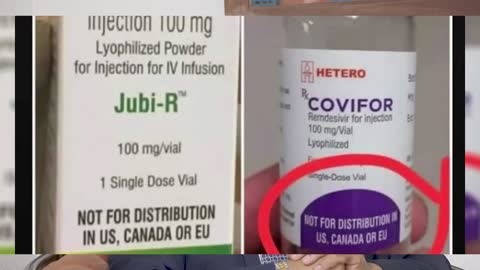 Injection 100 mg
Lyophilized Powder
for Injection for IV Infusion
Jubi-R™
100 mg/vial
1 Single Dose Vial
NOT FOR DISTRIBUTION
IN US, CANADA OR EU
HETERO
Rx
COVIFOR
Remdesivir for injection
100 mg/Vial
Lyophilized
Single-Dose Vial
NOT FOR DISTRIBUTION IN
US, CANADA OR EU